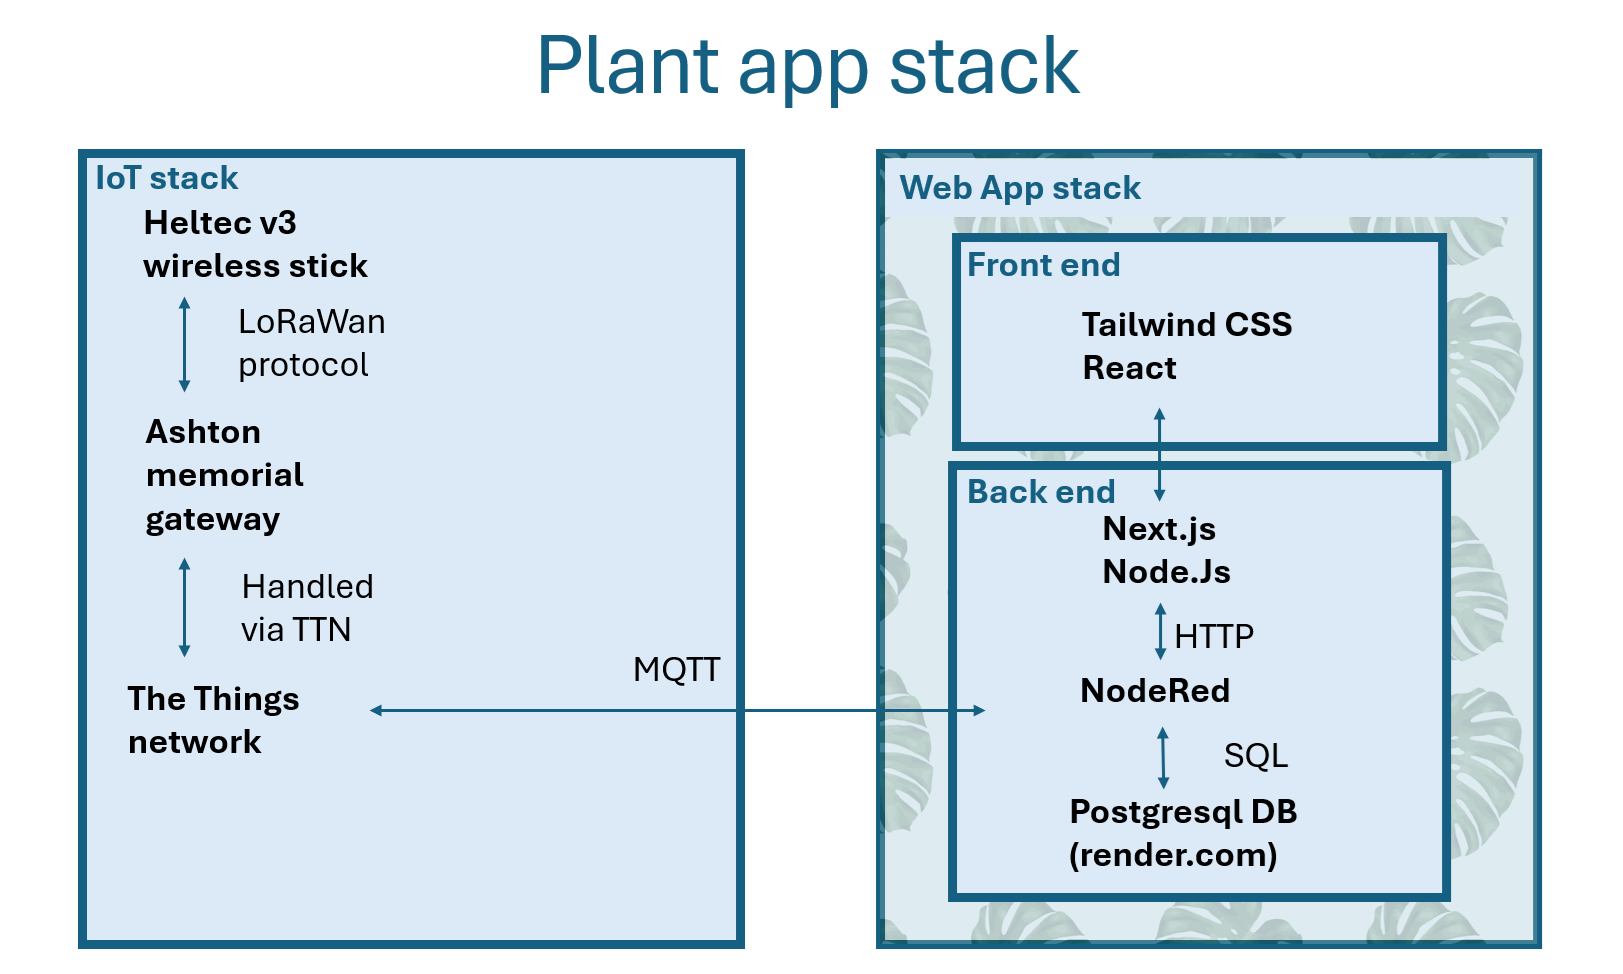 Plant app stack
IoT stack
Heltec v3
wireless stick
LoRaWan
protocol
Ashton
memorial
gateway
Handled
via TTN
The Things
network
MQTT
Web App stack
Front end
Tailwind CSS
React
Back end
Next.js
Node.Js
HTTP
NodeRed
SQL
Postgresql DB
(render.com)